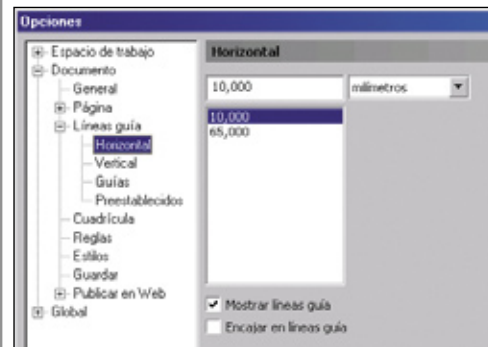 Opciones
Espacio de trabajo
Documento
General
Página
Líneas guía
Horizontal
Vertical
Guías
Preestablecidos
Cuadrícula
Reglas
Estilos
Guardar
Publicar en Web
Global
Horizontal
10,000 milímetros
10,000
65,000
Mostrar líneas guía
Encajar en líneas guía